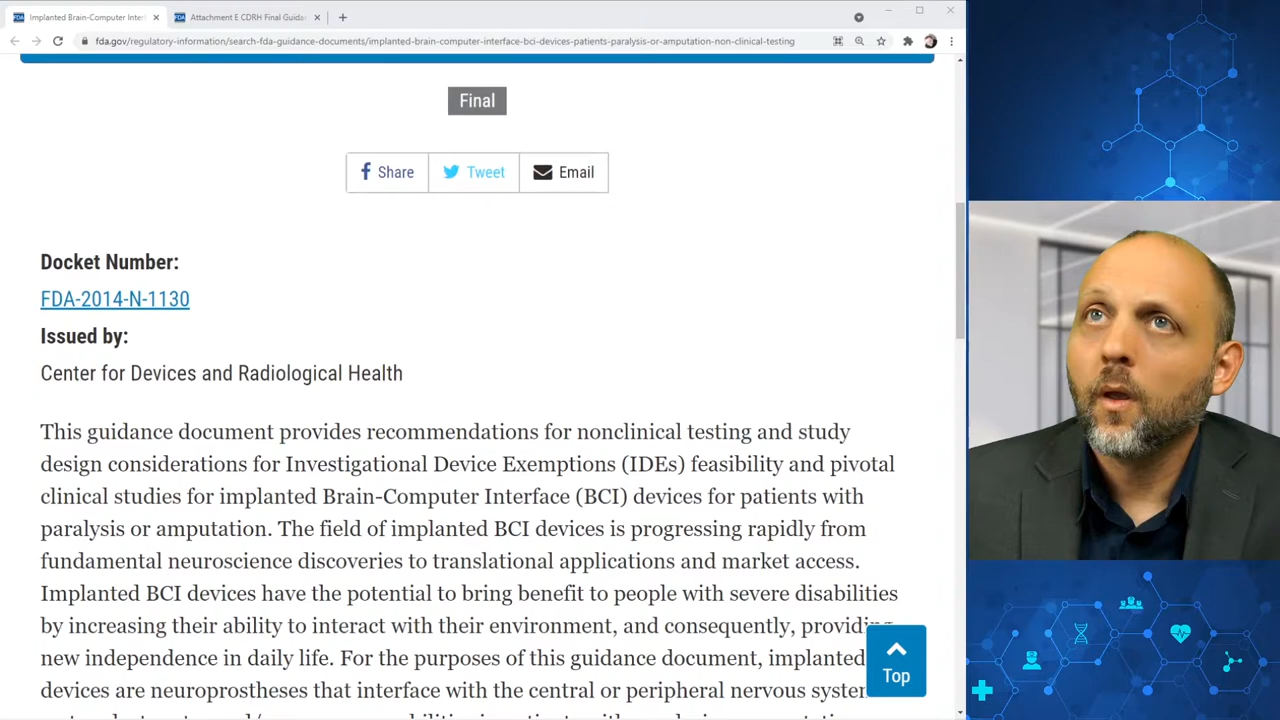 Implanted Brain-Computer Inter
Attachment E CDRH Final Guida
fda.gov/regulatory-information/search-fda-guidance-documents/implanted-brain-computer-interface-bci-devices-patients-paralysis-or-amputation-non-clinical-testing
Final
Share
Tweet
Email
Docket Number:
FDA-2014-N-1130
Issued by:
Center for Devices and Radiological Health
This guidance document provides recommendations for nonclinical testing and study
design considerations for Investigational Device Exemptions (IDEs) feasibility and pivotal
clinical studies for implanted Brain-Computer Interface (BCI) devices for patients with
paralysis or amputation. The field of implanted BCI devices is progressing rapidly from
fundamental neuroscience discoveries to translational applications and market access.
Implanted BCI devices have the potential to bring benefit to people with severe disabilities
by increasing their ability to interact with their environment, and consequently, providing
new independence in daily life. For the purposes of this guidance document, implanted
devices are neuroprostheses that interface with the central or peripheral nervous system
Top